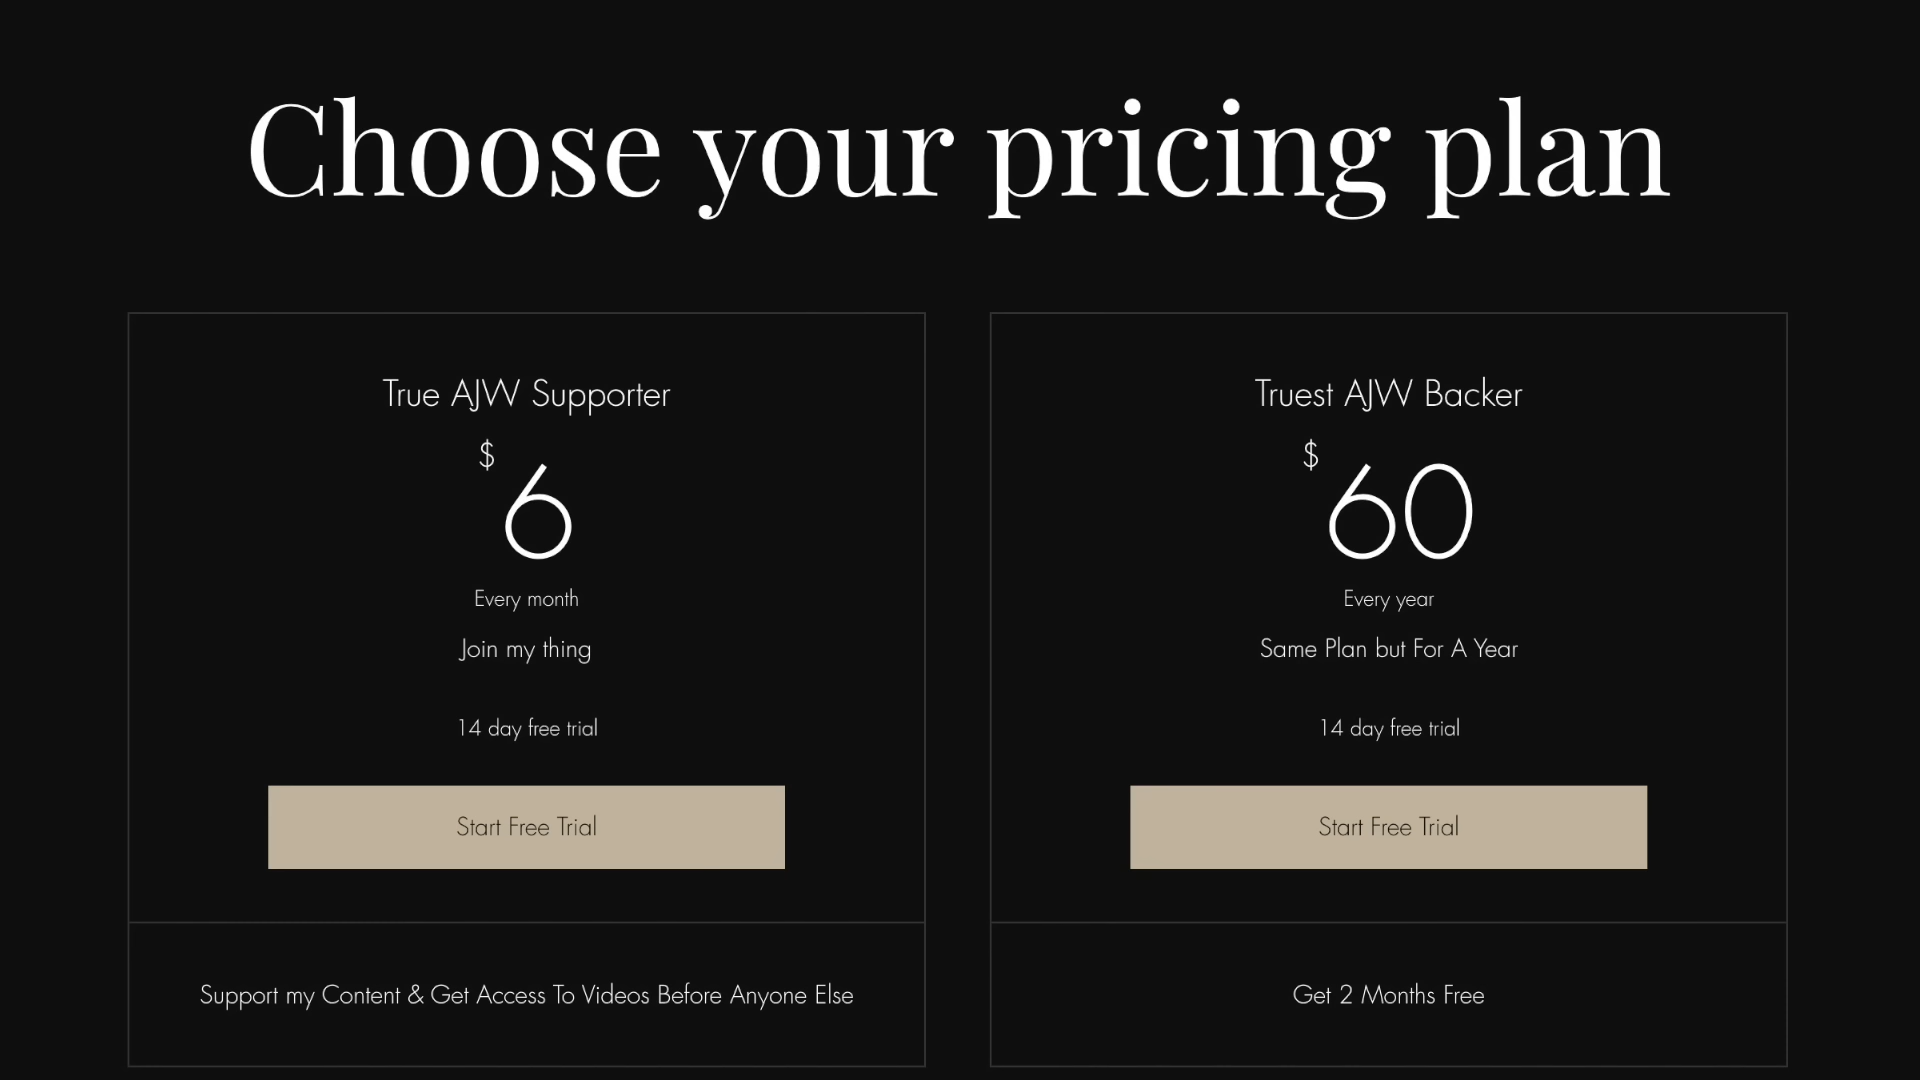 Choose your pricing plan
True AJW Supporter
$6
Every month
Join my thing
14 day free trial
Start Free Trial
Support my Content & Get Access To Videos Before Anyone Else
Truest AJW Backer
$60
Every year
Same Plan but For A Year
14 day free trial
Start Free Trial
Get 2 Months Free